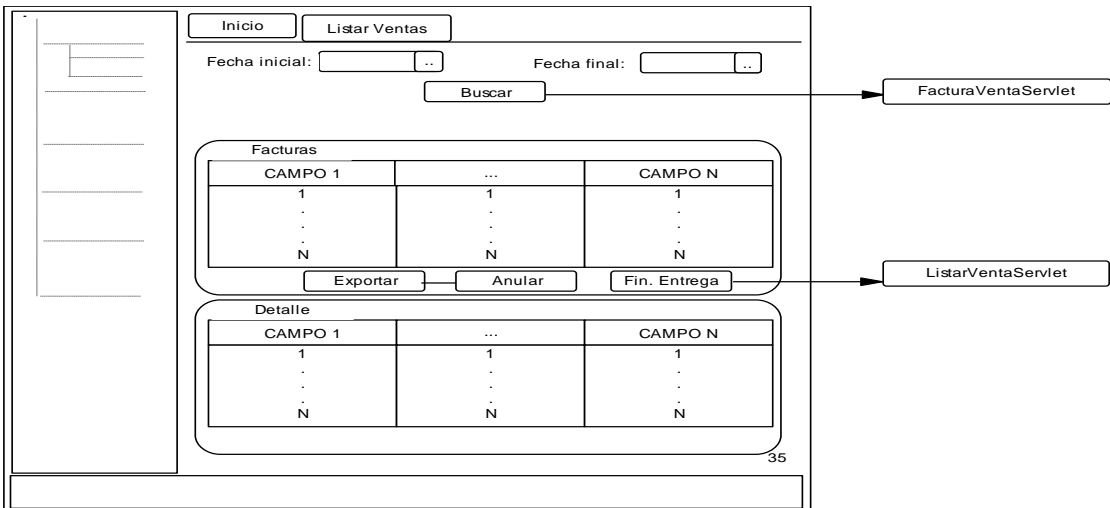 Inicio Listar Ventas
Fecha inicial: .. Fecha final: ..
Buscar FacturaVentaServlet
Facturas
CAMPO 1 ... CAMPO N
1 1 1
. . .
. . .
. . .
N N N
Exportar Anular Fin. Entrega ListarVentaServlet
Detalle
CAMPO 1 ... CAMPO N
1 1 1
. . .
. . .
. . .
N N N
35